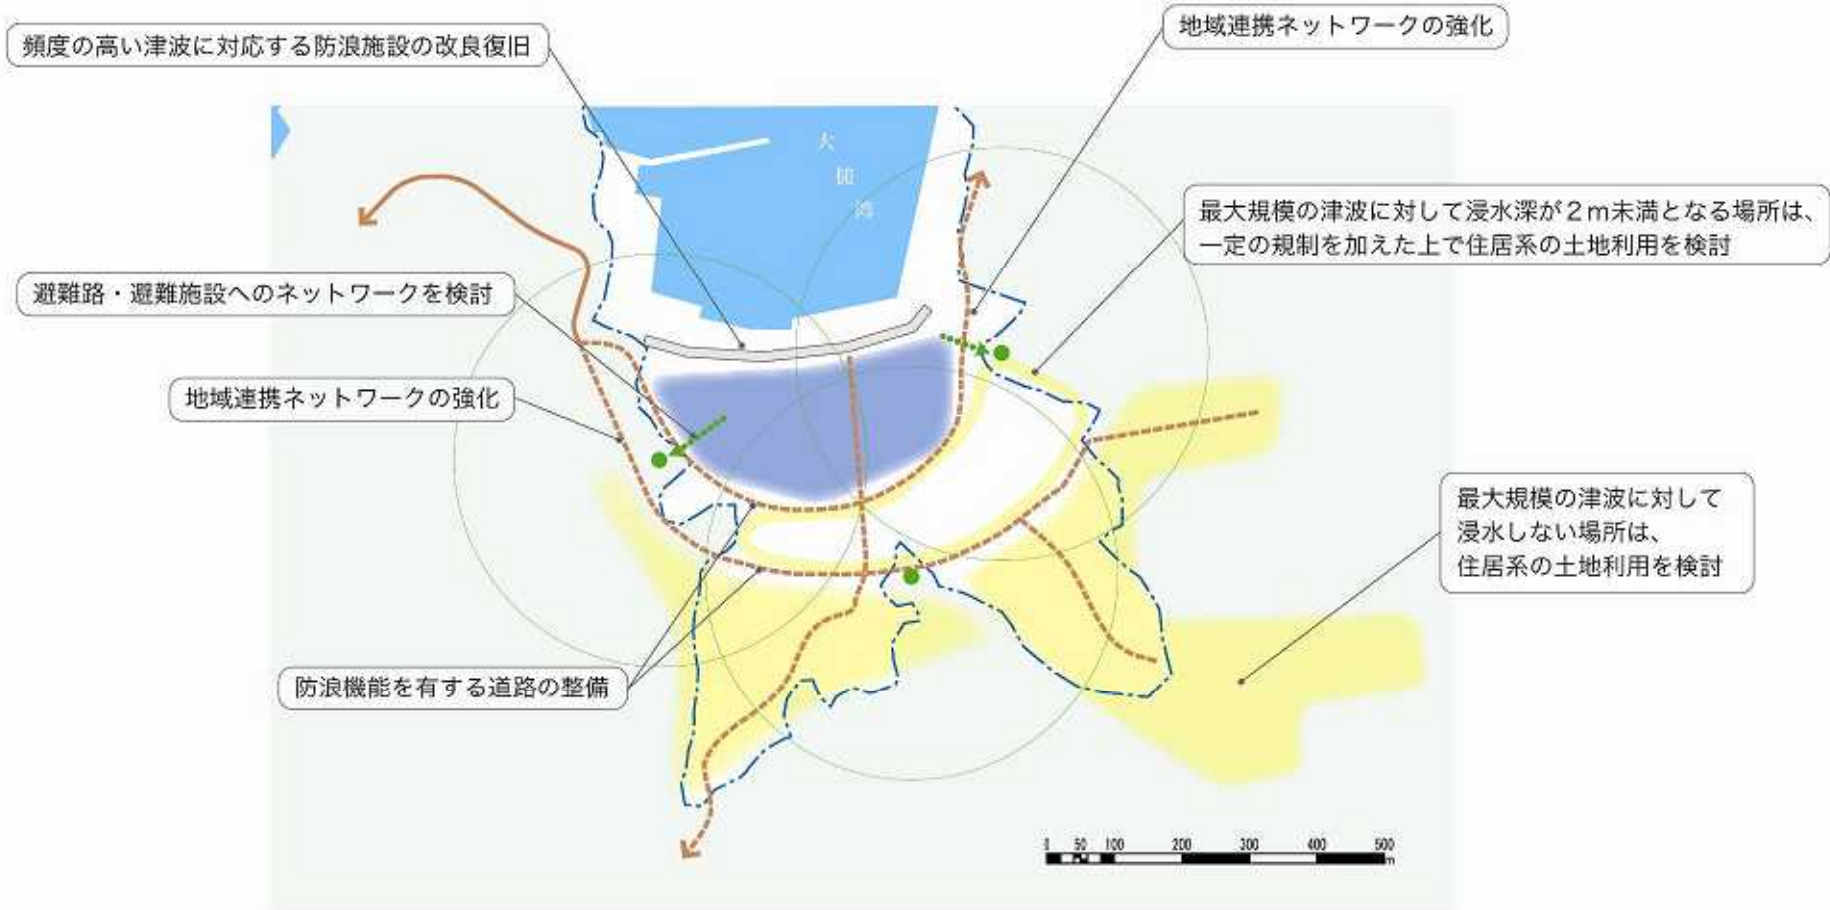 頻度の高い津波に対応する防浪施設の改良復旧
地域連携ネットワークの強化
最大規模の津波に対して浸水深が2m未満となる場所は、
一定の規制を加えた上で住居系の土地利用を検討
避難路・避難施設へのネットワークを検討
地域連携ネットワークの強化
最大規模の津波に対して
浸水しない場所は、
住居系の土地利用を検討
防浪機能を有する道路の整備
0 50 100 200 300 400 500
m